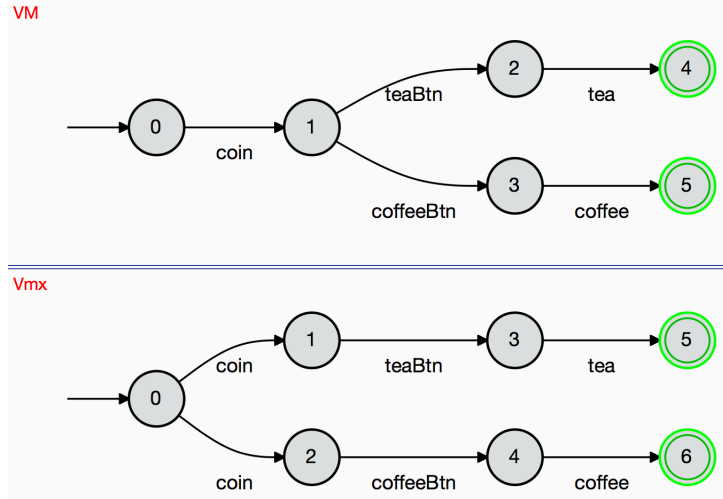 VM
2
4
teaBtn
tea
0
1
coin
3
5
coffeeBtn
coffee
Vmx
1
3
5
coin
teaBtn
tea
0
2
4
6
coin
coffeeBtn
coffee